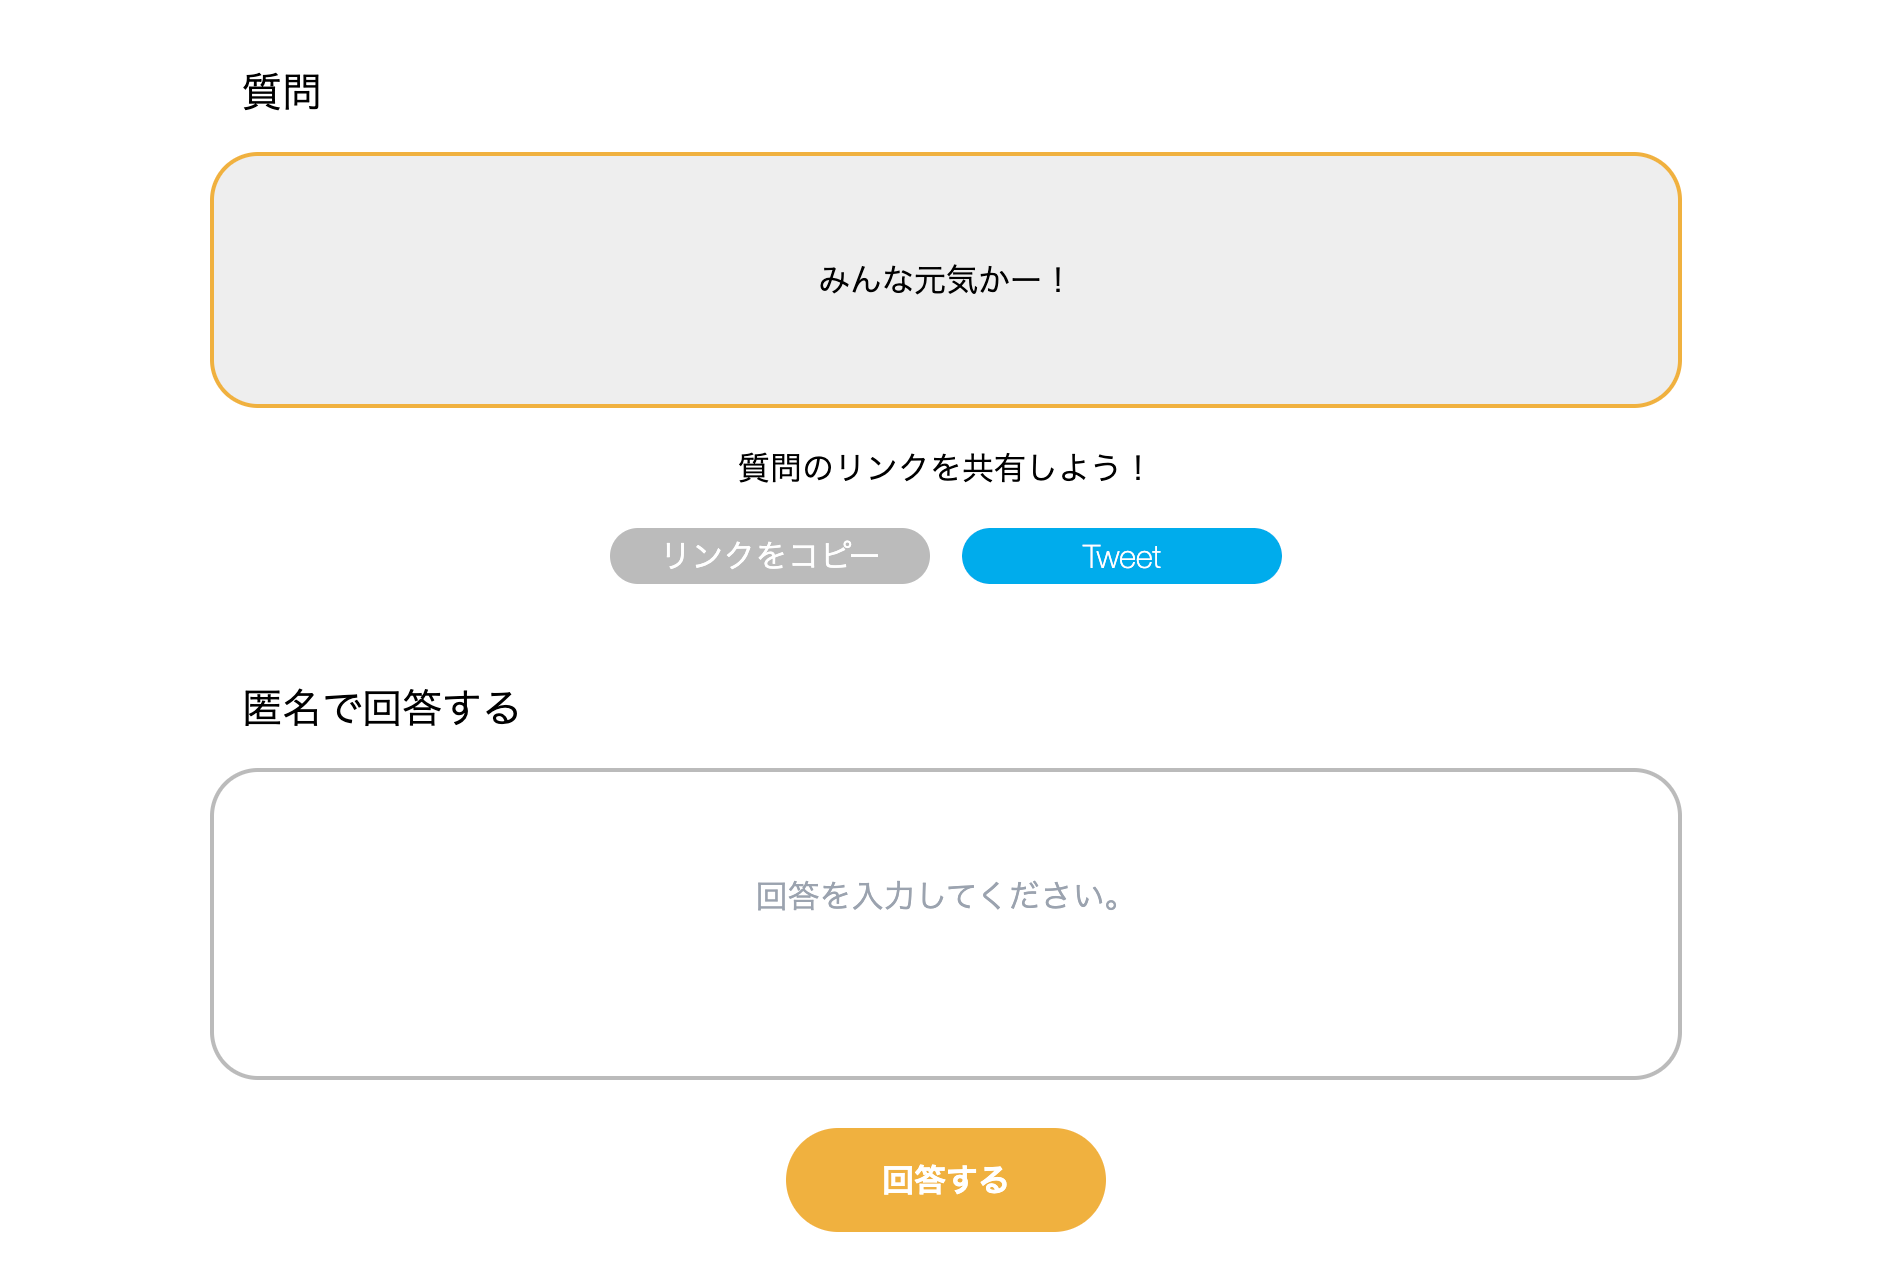 質問
みんな元気かー！
質問のリンクを共有しよう！
リンクをコピー
Tweet
匿名で回答する
回答を入力してください。
回答する